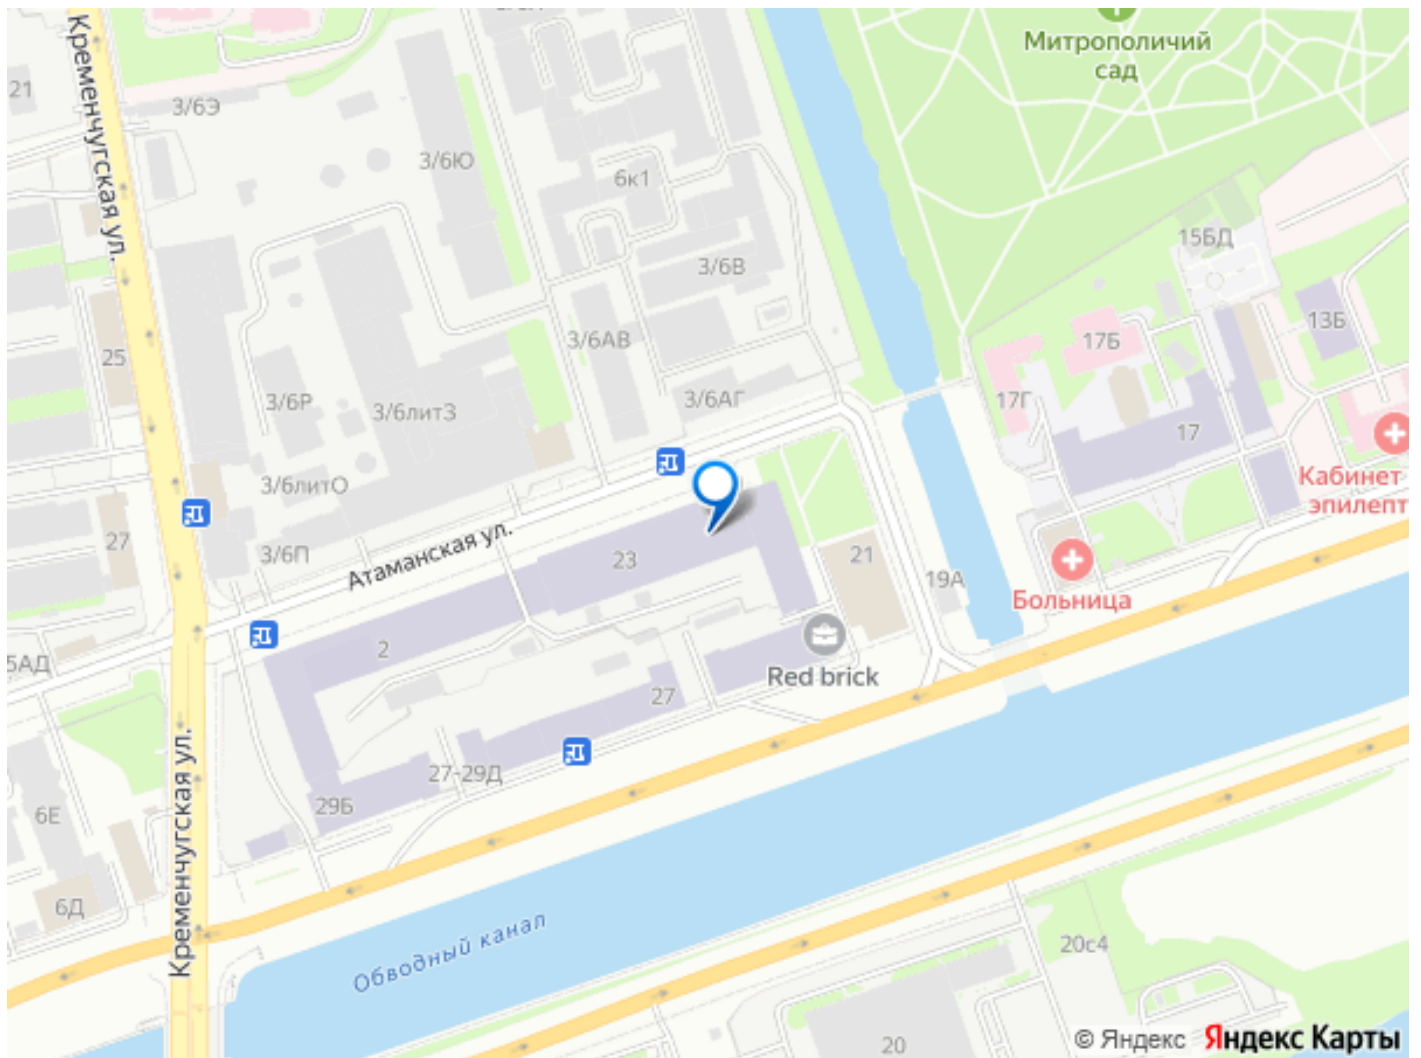 Кременчугская ул.
21
3/6Э
3/6Ю
6к1
3/6В
3/6АВ
3/6АГ
25
3/6Р
3/6литЗ
3/6литО
27
3/6П
Атаманская ул.
23
2
5АД
27
27-29Д
29Б
6Е
6Д
Кременчугская ул.
Митрополичий
сад
15БД
13Б
17Б
17Г
17
Кабинет
эпилепт
21
19А
Больница
Red brick
Обводный канал
20с4
20
© Яндекс Яндекс Карты